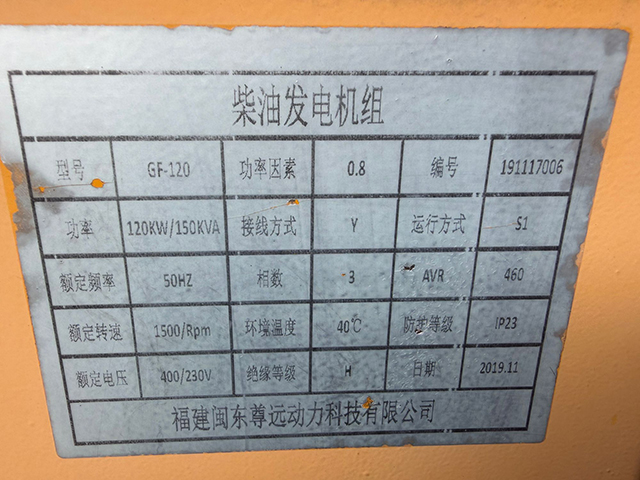 柴油发电机组
型号 GF-120 功率因素 0.8 编号 191117006
功率 120KW/150KVA 接线方式 Y 运行方式 S1
额定频率 50HZ 相数 3 AVR 460
额定转速 1500/Rpm 环境温度 40℃ 防护等级 IP23
额定电压 400/230V 绝缘等级 H 日期 2019.11
福建闽东尊远动力科技有限公司